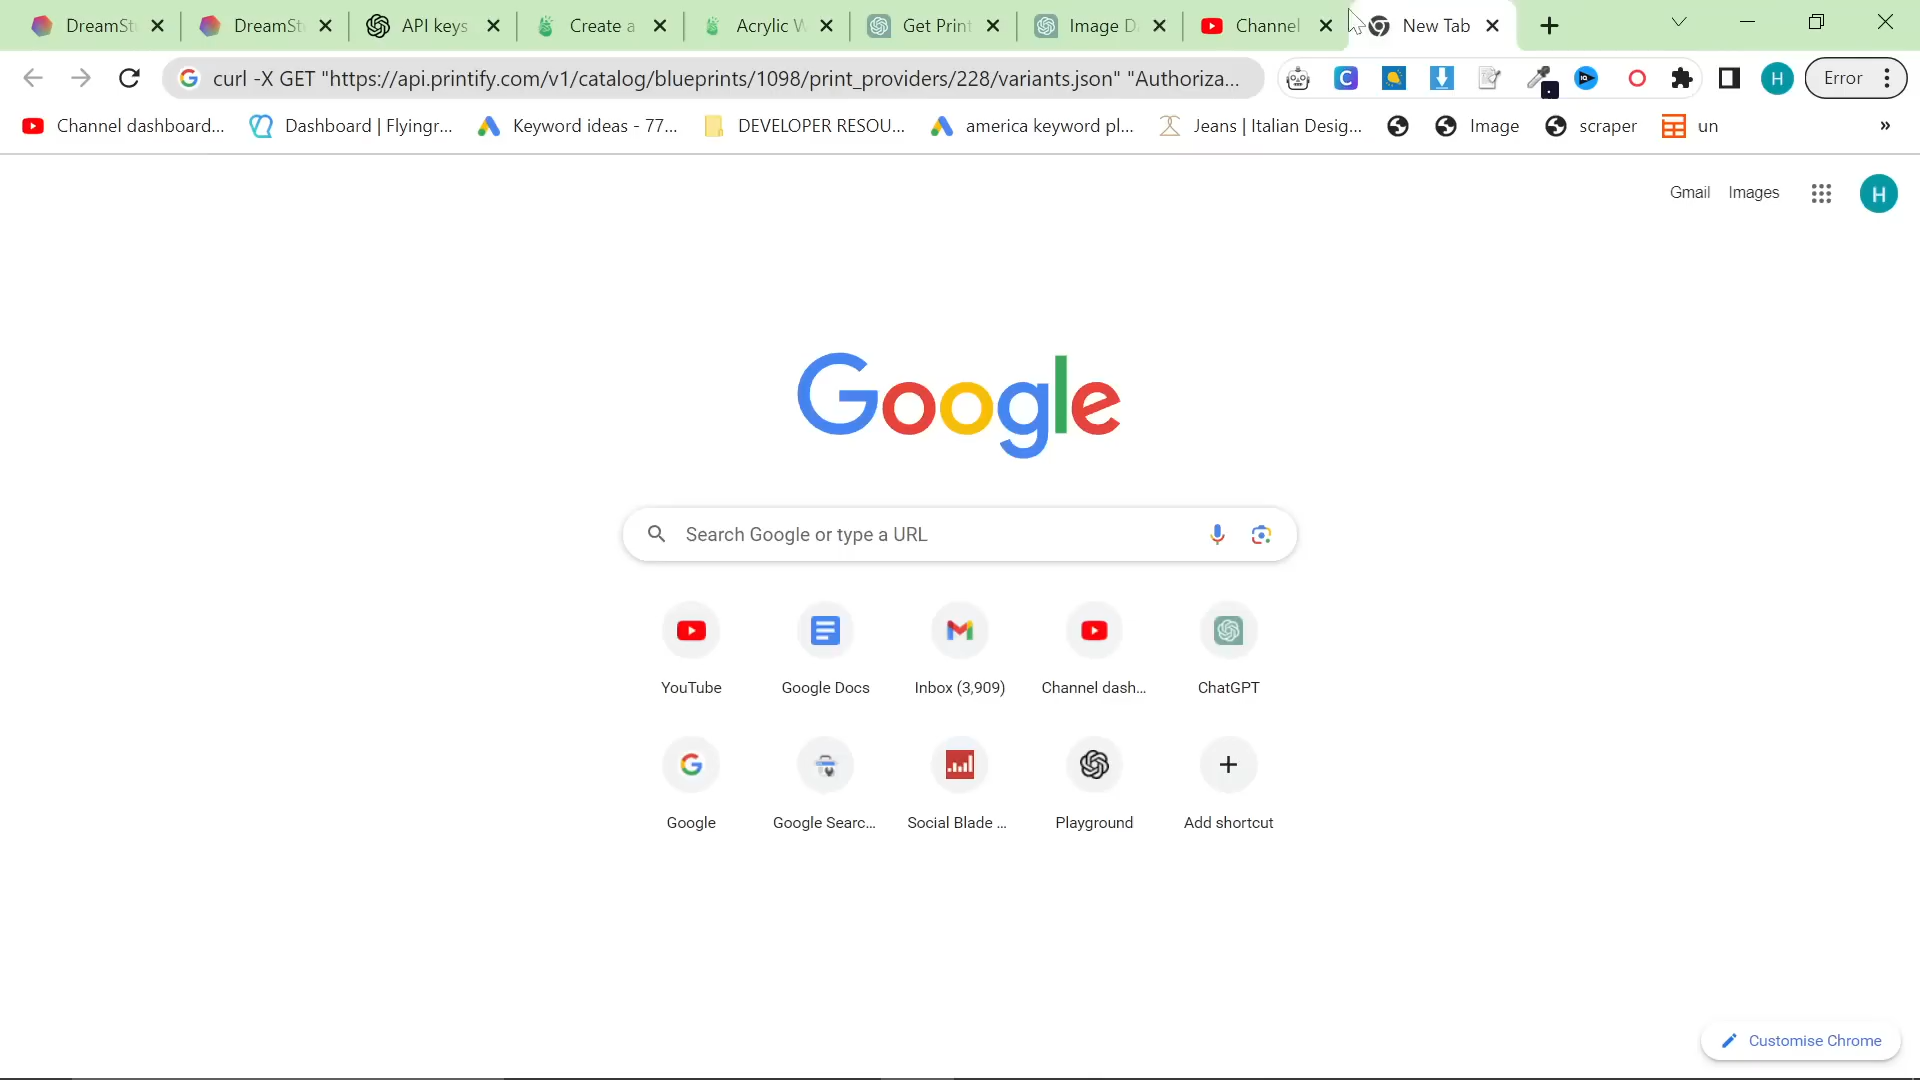 DreamSt
DreamSt
API keys
Create a
Acrylic W
Get Print
Image D
Channel
New Tab
curl -X GET "https://api.printify.com/v1/catalog/blueprints/1098/print_providers/228/variants.json" "Authoriza...
C
H
Error
Channel dashboard...
Dashboard | Flyingr...
Keyword ideas - 77...
DEVELOPER RESOU...
america keyword pl...
Jeans | Italian Desig...
Image
scraper
un
»
Gmail
Images
H
Google
Search Google or type a URL
YouTube
Google Docs
Inbox (3,909)
Channel dash...
ChatGPT
Google
Google Searc...
Social Blade ...
Playground
Add shortcut
Customise Chrome